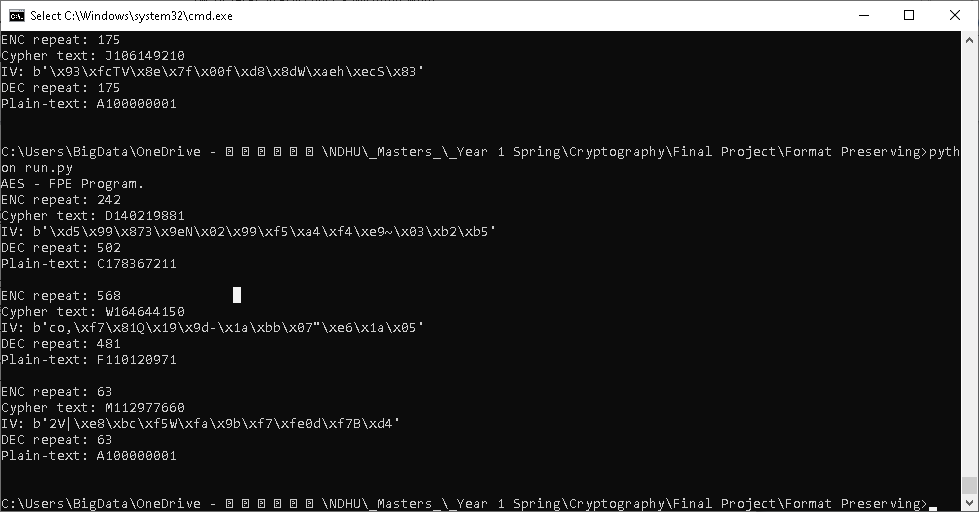 Select C:\Windows\system32\cmd.exe
ENC repeat: 175
Cypher text: J106149210
IV: b'\x93\xfcTV\x8e\x7f\x00f\xd8\x8dW\xaeh\xecS\x83'
DEC repeat: 175
Plain-text: A100000001
C:\Users\BigData\OneDrive - ⍰ ⍰ ⍰ ⍰ ⍰ ⍰ \NDHU\_Masters_\_Year 1 Spring\Cryptography\Final Project\Format Preserving>pyth
on run.py
AES - FPE Program.
ENC repeat: 242
Cypher text: D140219881
IV: b'\xd5\x99\x873\x9eN\x02\x99\xf5\xa4\xf4\xe9~\x03\xb2\xb5'
DEC repeat: 502
Plain-text: C178367211
ENC repeat: 568
Cypher text: W164644150
IV: b'co,\xf7\x81Q\x19\x9d-\x1a\xbb\x07"\xe6\x1a\x05'
DEC repeat: 481
Plain-text: F110120971
ENC repeat: 63
Cypher text: M112977660
IV: b'2V|\xe8\xbc\xf5W\xfa\x9b\xf7\xfe0d\xf7B\xd4'
DEC repeat: 63
Plain-text: A100000001
C:\Users\BigData\OneDrive - ⍰ ⍰ ⍰ ⍰ ⍰ ⍰ \NDHU\_Masters_\_Year 1 Spring\Cryptography\Final Project\Format Preserving>